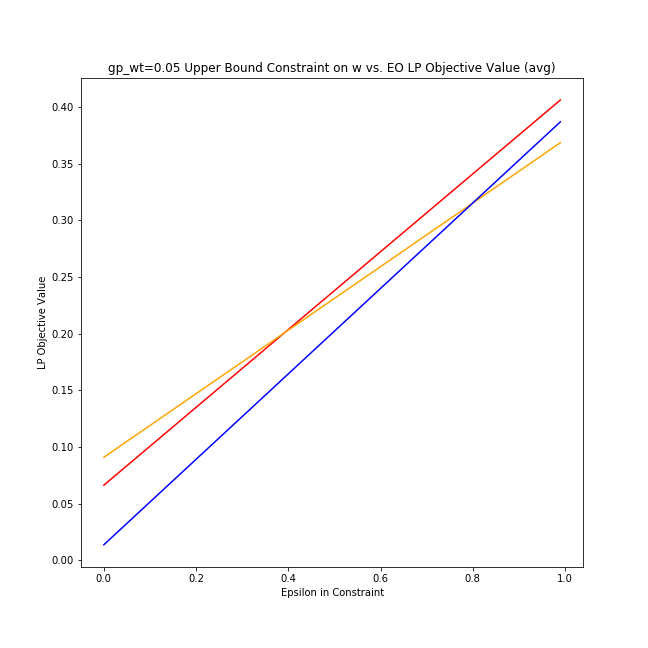 gp_wt=0.05 Upper Bound Constraint on w vs. EO LP Objective Value (avg)
LP Objective Value
0.40
0.35
0.30
0.25
0.20
0.15
0.10
0.05
0.00
0.0 0.2 0.4 0.6 0.8 1.0
Epsilon in Constraint